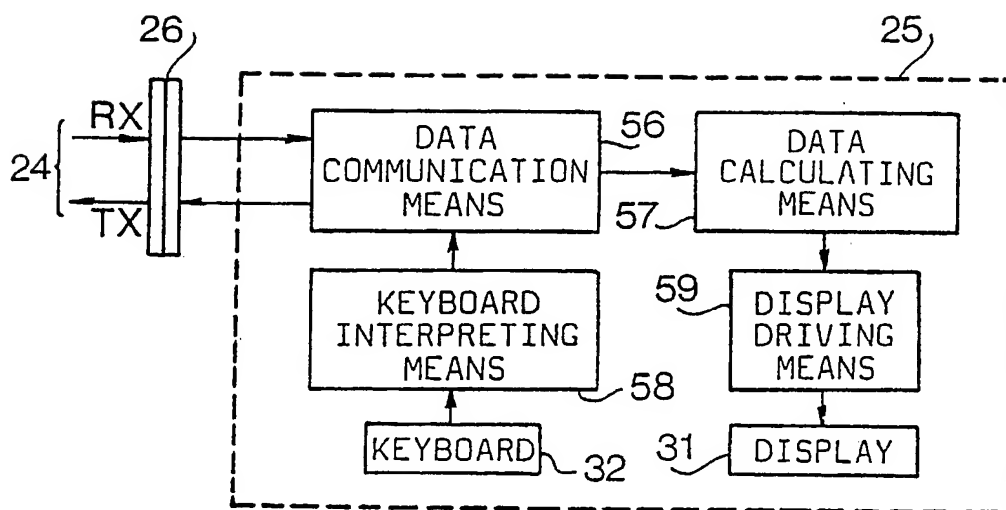 26
25
RX
24
TX
DATA
COMMUNICATION
MEANS
56
DATA
CALCULATING
MEANS
57
KEYBOARD
INTERPRETING
MEANS
58
59
DISPLAY
DRIVING
MEANS
KEYBOARD
32
31
DISPLAY